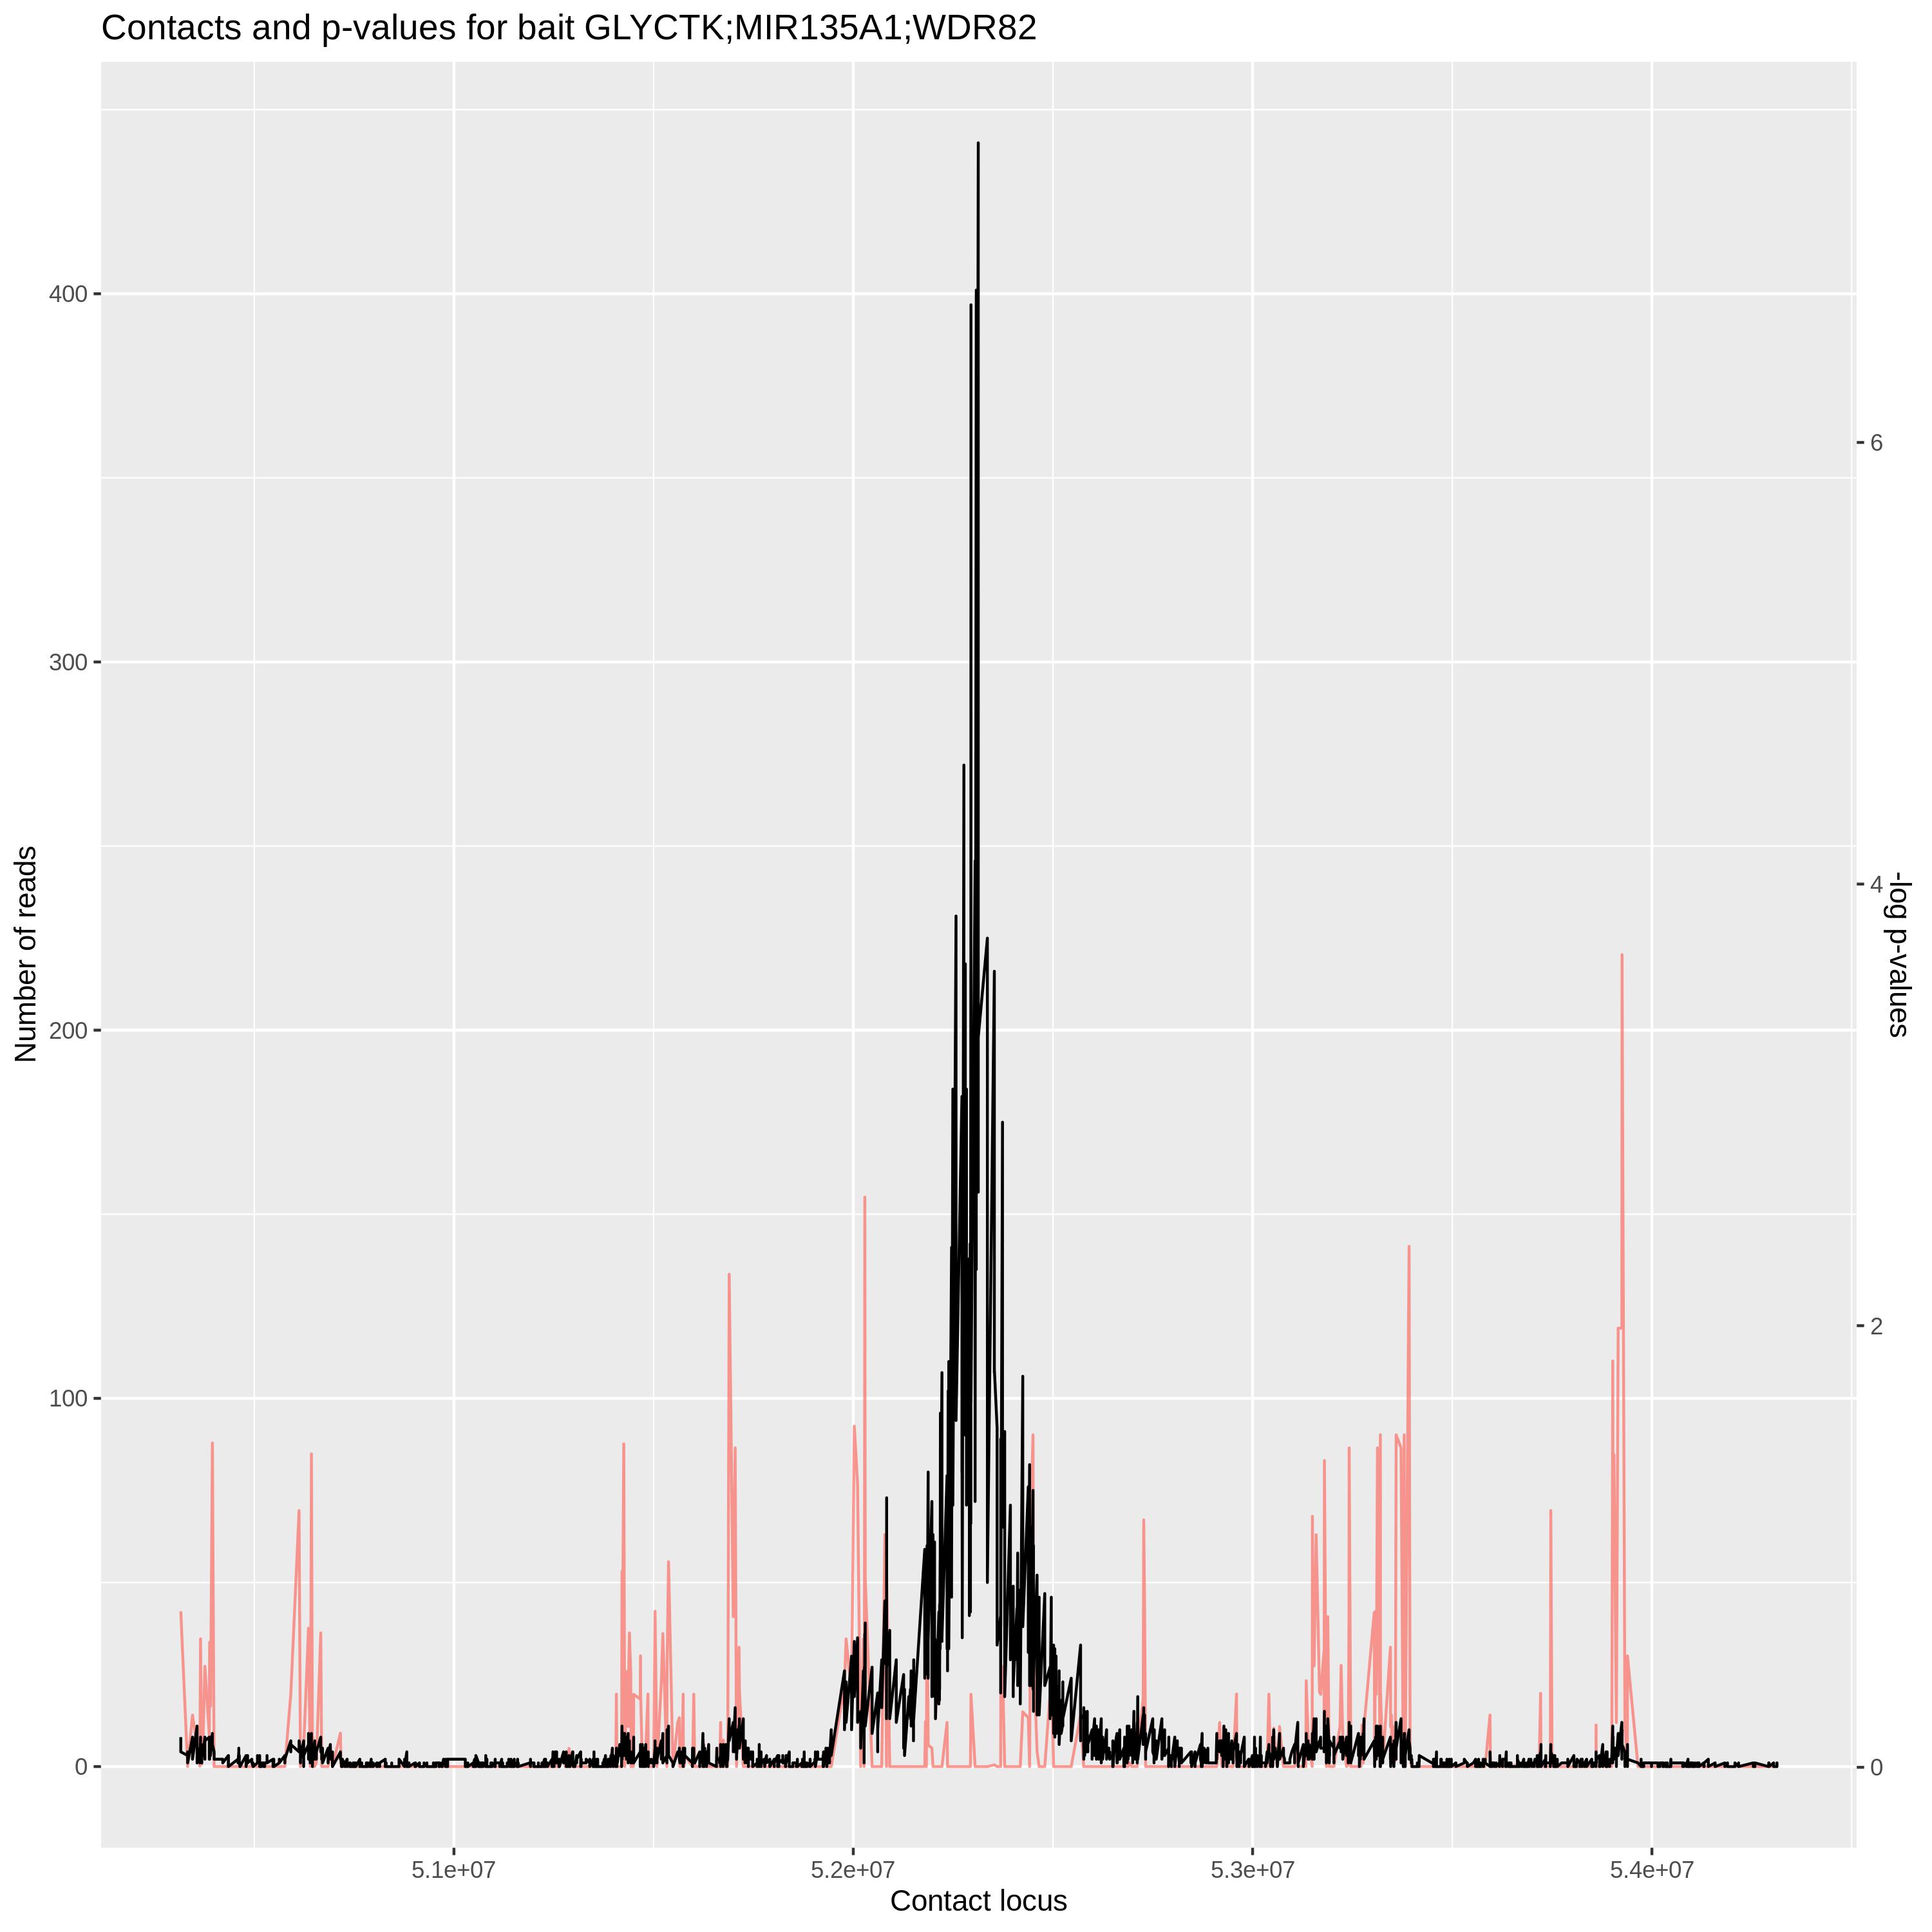 Contacts and p-values for bait GLYCTK;MIR135A1;WDR82
Number of reads
400
300
200
100
0
6
4
2
0
-log p-values
5.1e+07
5.2e+07
5.3e+07
5.4e+07
Contact locus